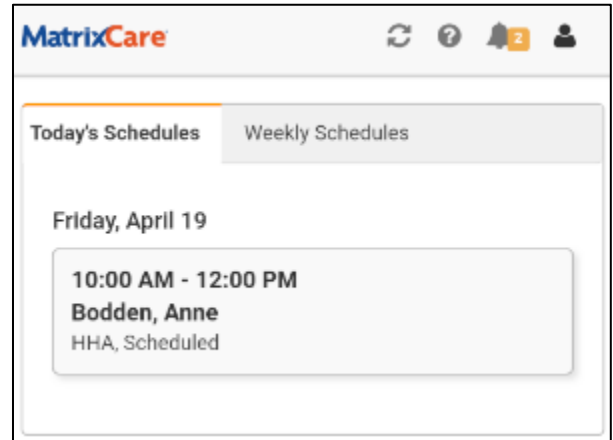 MatrixCare
2
Today's Schedules Weekly Schedules
Friday, April 19
10:00 AM - 12:00 PM
Bodden, Anne
HHA, Scheduled